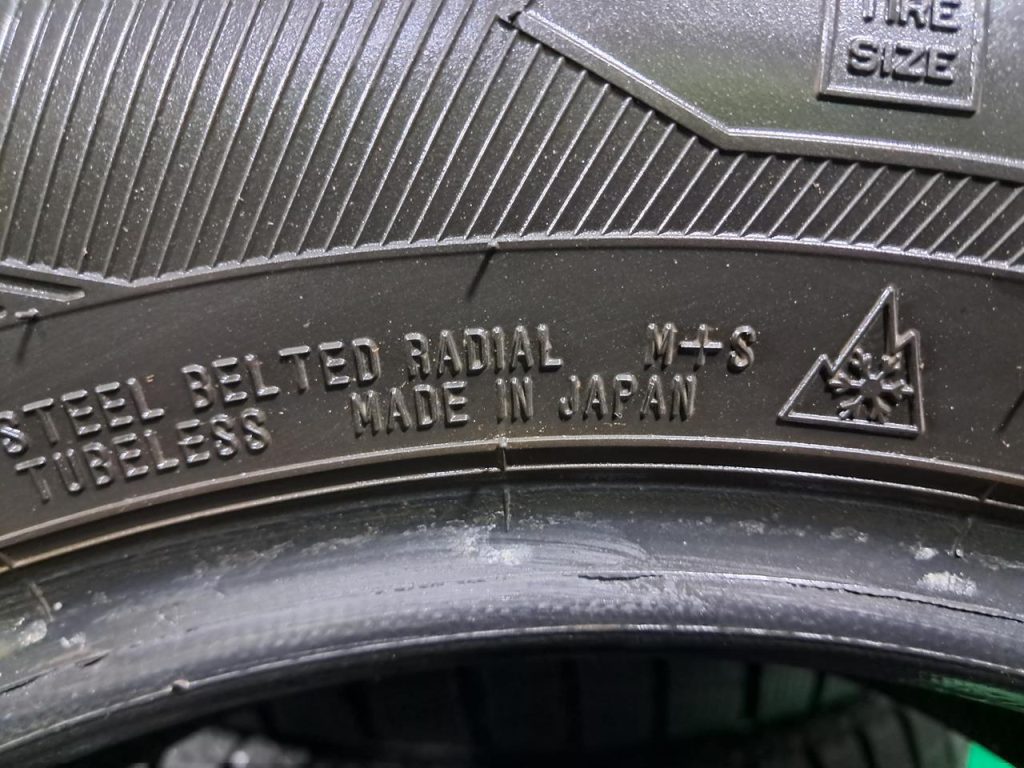 TIRE
SIZE
STEEL BELTED RADIAL M+S
TUBELESS MADE IN JAPAN